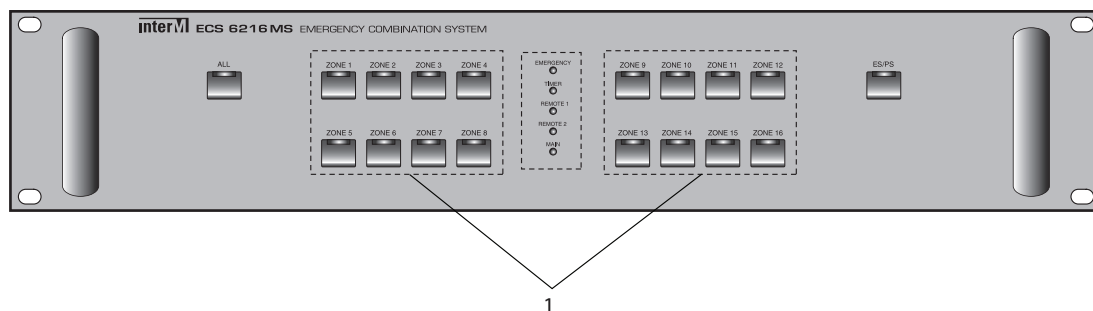 interM ECS 6216MS EMERGENCY COMBINATION SYSTEM
ALL
ZONE 1 ZONE 2 ZONE 3 ZONE 4
EMERGENCY
TIMER
REMOTE 1
REMOTE 2
MAIN
ZONE 9 ZONE 10 ZONE 11 ZONE 12
ES/PS
ZONE 5 ZONE 6 ZONE 7 ZONE 8
ZONE 13 ZONE 14 ZONE 15 ZONE 16
1